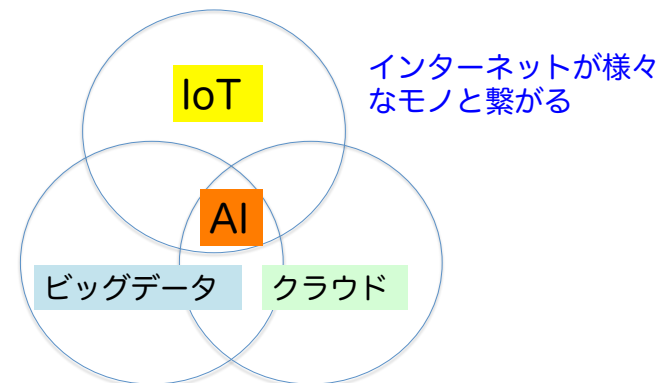 IoT
インターネットが様々
なモノと繋がる
AI
ビッグデータ
クラウド